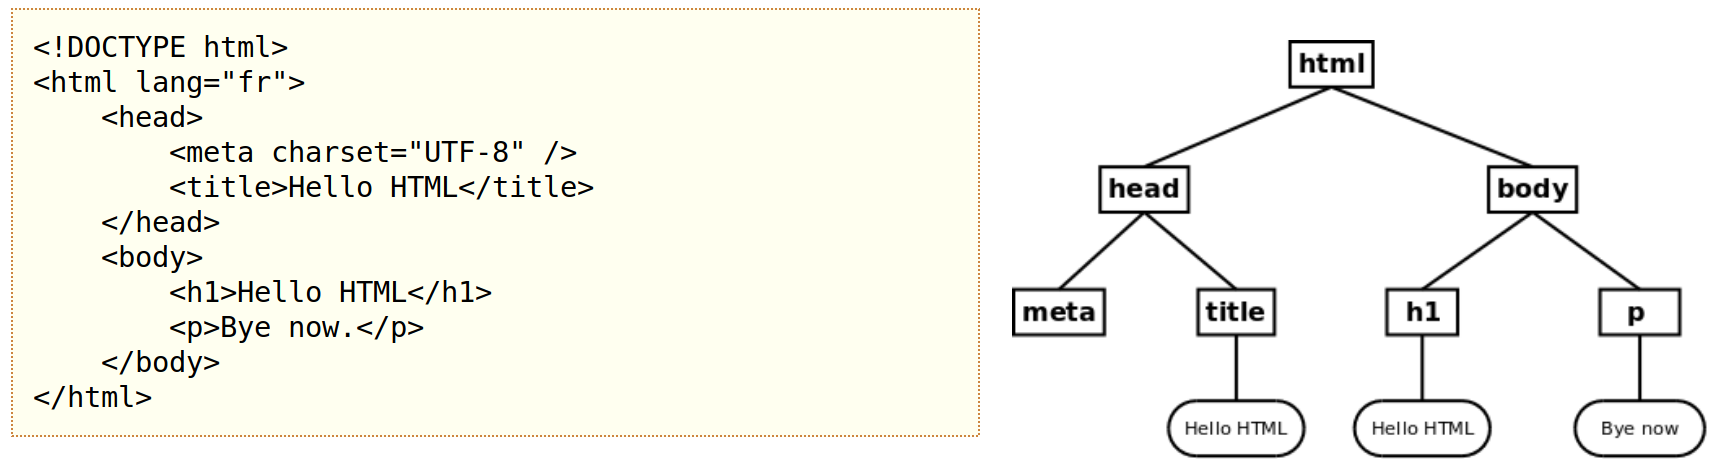 <!DOCTYPE html>
<html lang="fr">
    <head>
        <meta charset="UTF-8" />
        <title>Hello HTML</title>
    </head>
    <body>
        <h1>Hello HTML</h1>
        <p>Bye now.</p>
    </body>
</html>
html
head body
meta title h1 p
Hello HTML Hello HTML Bye now